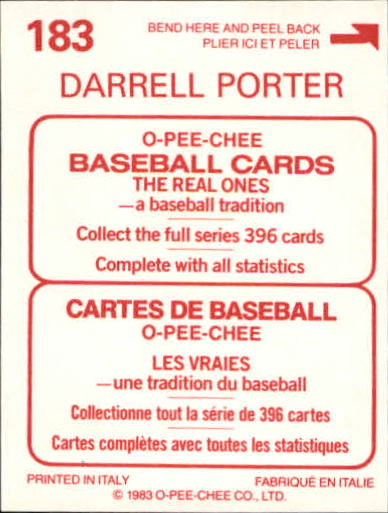 183
BEND HERE AND PEEL BACK
PLIER ICI ET PELER
DARRELL PORTER
O-PEE-CHEE
BASEBALL CARDS
THE REAL ONES
—a baseball tradition
Collect the full series 396 cards
Complete with all statistics
CARTES DE BASEBALL
O-PEE-CHEE
LES VRAIES
—une tradition du baseball
Collectionne tout la série de 396 cartes
Cartes complètes avec toutes les statistiques
PRINTED IN ITALY
FABRIQUÉ EN ITALIE
© 1983 O-PEE-CHEE CO., LTD.